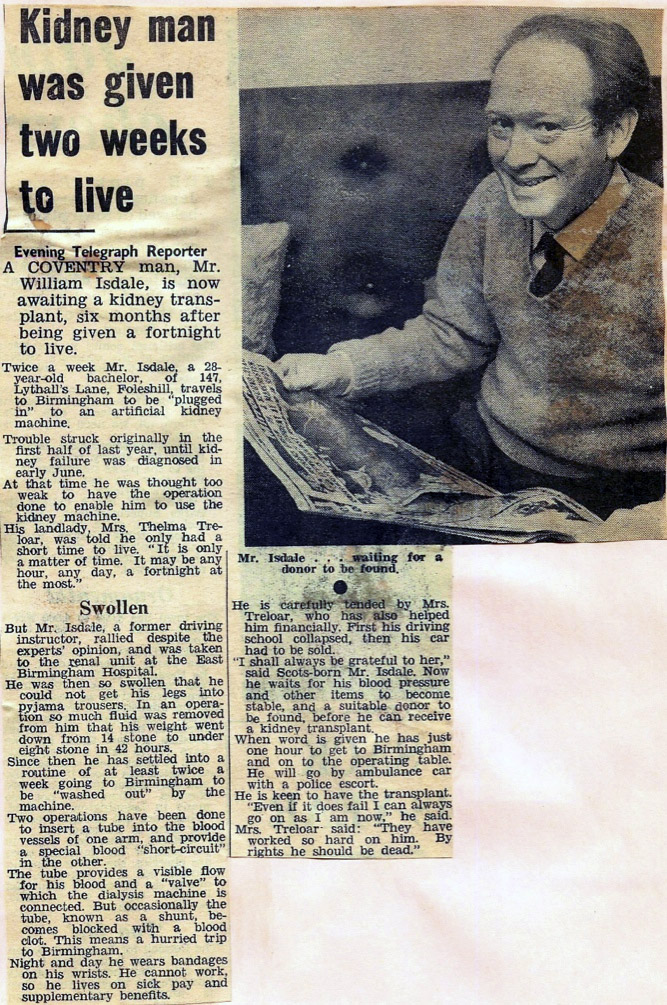 Kidney man
was given
two weeks
to live
Evening Telegraph Reporter
A COVENTRY man, Mr.
William Isdale, is now
awaiting a kidney trans-
plant, six months after
being given a fortnight
to live.
Twice a week Mr. Isdale, a 28-
year-old bachelor, of 147,
Lythall's Lane, Foleshill, travels
to Birmingham to be "plugged
in" to an artificial kidney
machine.
Trouble struck originally in the
first half of last year, until kid-
ney failure was diagnosed in
early June.
At that time he was thought too
weak to have the operation
done to enable him to use the
kidney machine.
His landlady, Mrs. Thelma Tre-
loar, was told he only had a
short time to live. "It is only
a matter of time. It may be any
hour, any day, a fortnight at
the most."
Swollen
But Mr. Isdale, a former driving
instructor, rallied despite the
experts' opinion, and was taken
to the renal unit at the East
Birmingham Hospital.
He was then so swollen that he
could not get his legs into
pyjama trousers. In an opera-
tion so much fluid was removed
from him that his weight went
down from 14 stone to under
eight stone in 42 hours.
Since then he has settled into a
routine of at least twice a
week going to Birmingham to
be "washed out" by the
machine.
Two operations have been done
to insert a tube into the blood
vessels of one arm, and provide
a special blood "short-circuit"
in the other.
The tube provides a visible flow
for his blood and a "valve" to
which the dialysis machine is
connected. But occasionally the
tube, known as a shunt, be-
comes blocked with a blood
clot. This means a hurried trip
to Birmingham.
Night and day he wears bandages
on his wrists. He cannot work,
so he lives on sick pay and
supplementary benefits.
Mr. Isdale . . . waiting for a
donor to be found.
He is carefully tended by Mrs.
Treloar, who has also helped
him financially. First his driving
school collapsed, then his car
had to be sold.
"I shall always be grateful to her,"
said Scots-born Mr. Isdale. Now
he waits for his blood pressure
and other items to become
stable, and a suitable donor to
be found, before he can receive
a kidney transplant.
When word is given he has just
one hour to get to Birmingham
and on to the operating table.
He will go by ambulance car
with a police escort.
He is keen to have the transplant.
"Even if it does fail I can always
go on as I am now," he said.
Mrs. Treloar said: "They have
worked so hard on him. By
rights he should be dead."